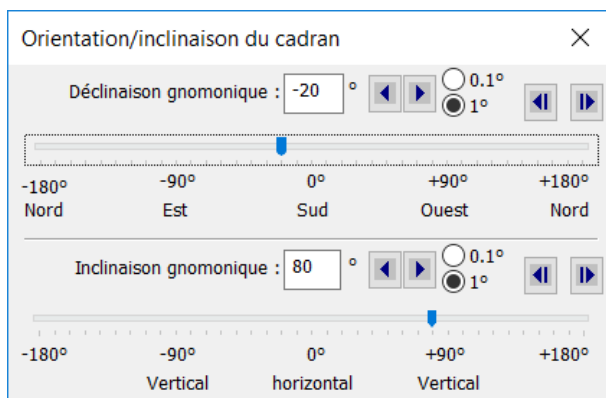 Orientation/inclinaison du cadran
Déclinaison gnomonique : -20 ° 0.1°
1°
-180° -90° 0° +90° +180°
Nord Est Sud Ouest Nord
Inclinaison gnomonique : 80 ° 0.1°
1°
-180° -90° 0° +90° +180°
Vertical horizontal Vertical